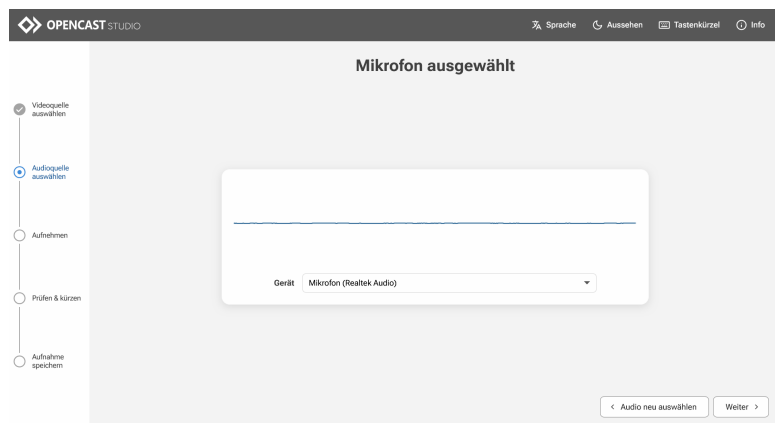 OPENCAST STUDIO
Sprache
Aussehen
Tastenkürzel
Info
Mikrofon ausgewählt
Videoquelle
auswählen
Audioquelle
auswählen
Aufnehmen
Prüfen & kürzen
Aufnahme
speichern
Gerät
Mikrofon (Realtek Audio)
Audio neu auswählen
Weiter